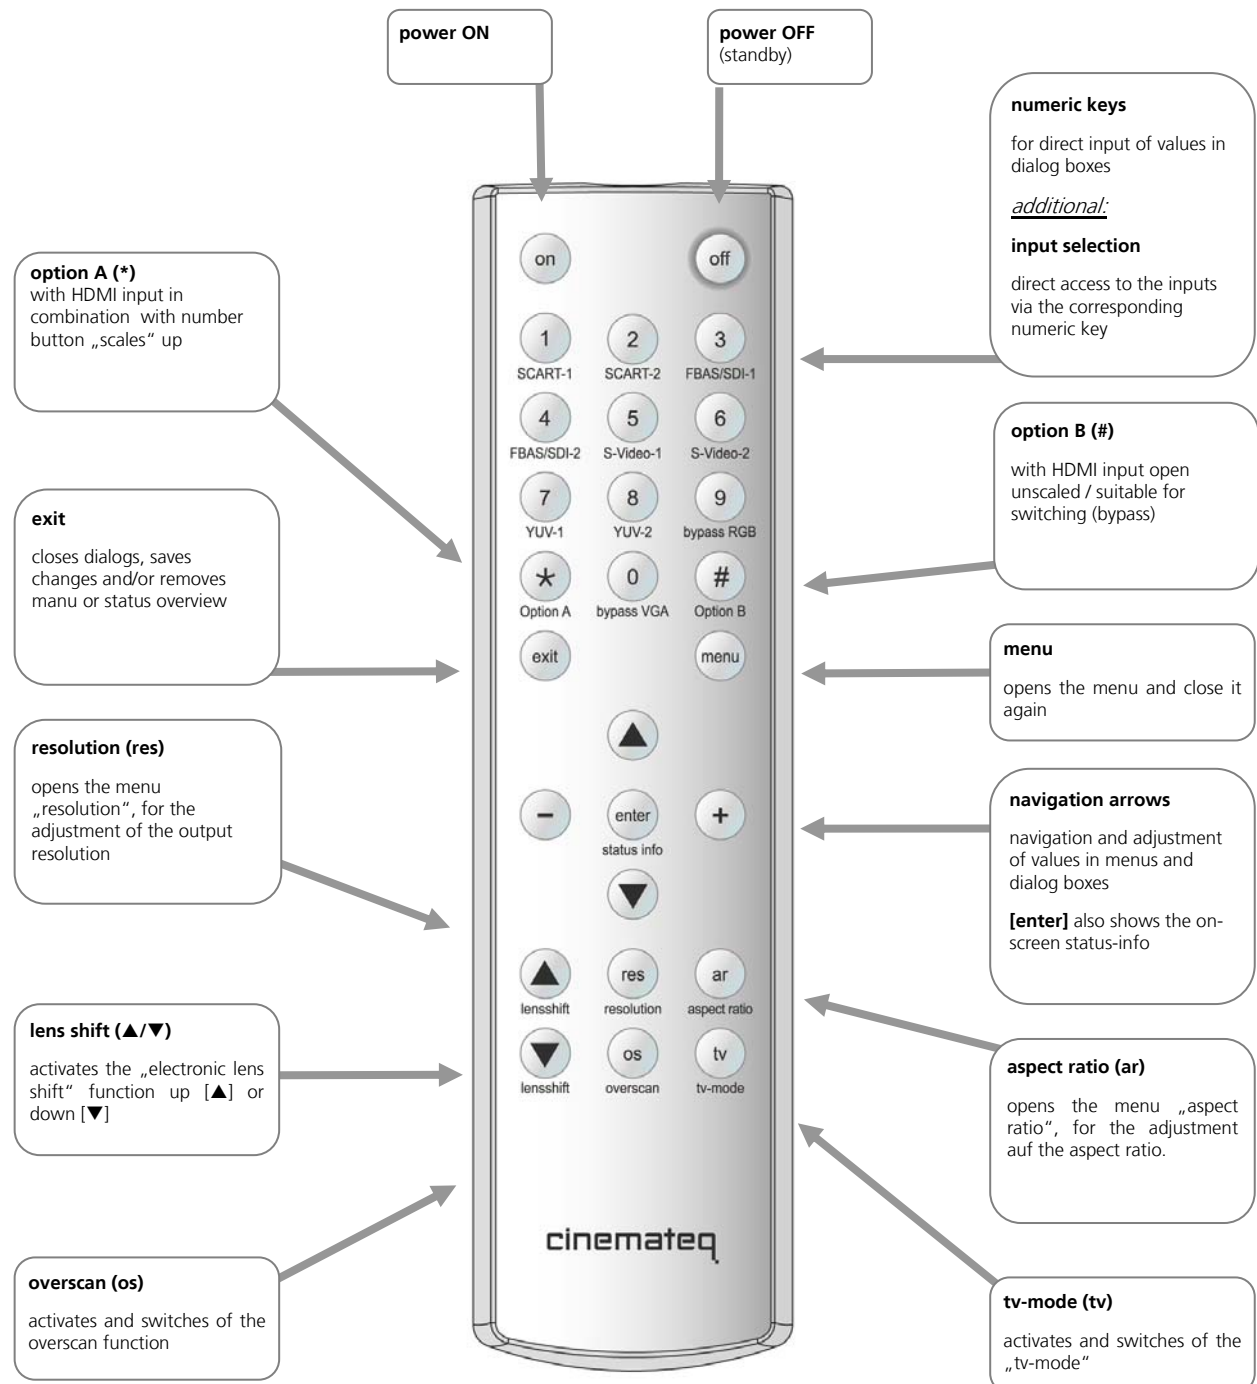 power ON
power OFF
(standby)
numeric keys
for direct input of values in
dialog boxes
additional:
input selection
direct access to the inputs
via the corresponding
numeric key
option A (*)
with HDMI input in
combination with number
button „scales“ up
option B (#)
with HDMI input open
unscaled / suitable for
switching (bypass)
exit
closes dialogs, saves
changes and/or removes
manu or status overview
menu
opens the menu and close it
again
resolution (res)
opens the menu
„resolution“, for the
adjustment of the output
resolution
navigation arrows
navigation and adjustment
of values in menus and
dialog boxes
[enter] also shows the on-
screen status-info
lens shift (▲/▼)
activates the „electronic lens
shift“ function up [▲] or
down [▼]
aspect ratio (ar)
opens the menu „aspect
ratio“, for the adjustment
auf the aspect ratio.
overscan (os)
activates and switches of the
overscan function
tv-mode (tv)
activates and switches of the
„tv-mode“
on off
1 2 3
SCART-1 SCART-2 FBAS/SDI-1
4 5 6
FBAS/SDI-2 S-Video-1 S-Video-2
7 8 9
YUV-1 YUV-2 bypass RGB
* 0 #
Option A bypass VGA Option B
exit menu
▲
- enter +
status info
▼
▲ res ar
lensshift resolution aspect ratio
▼ os tv
lensshift overscan tv-mode
cinemateq